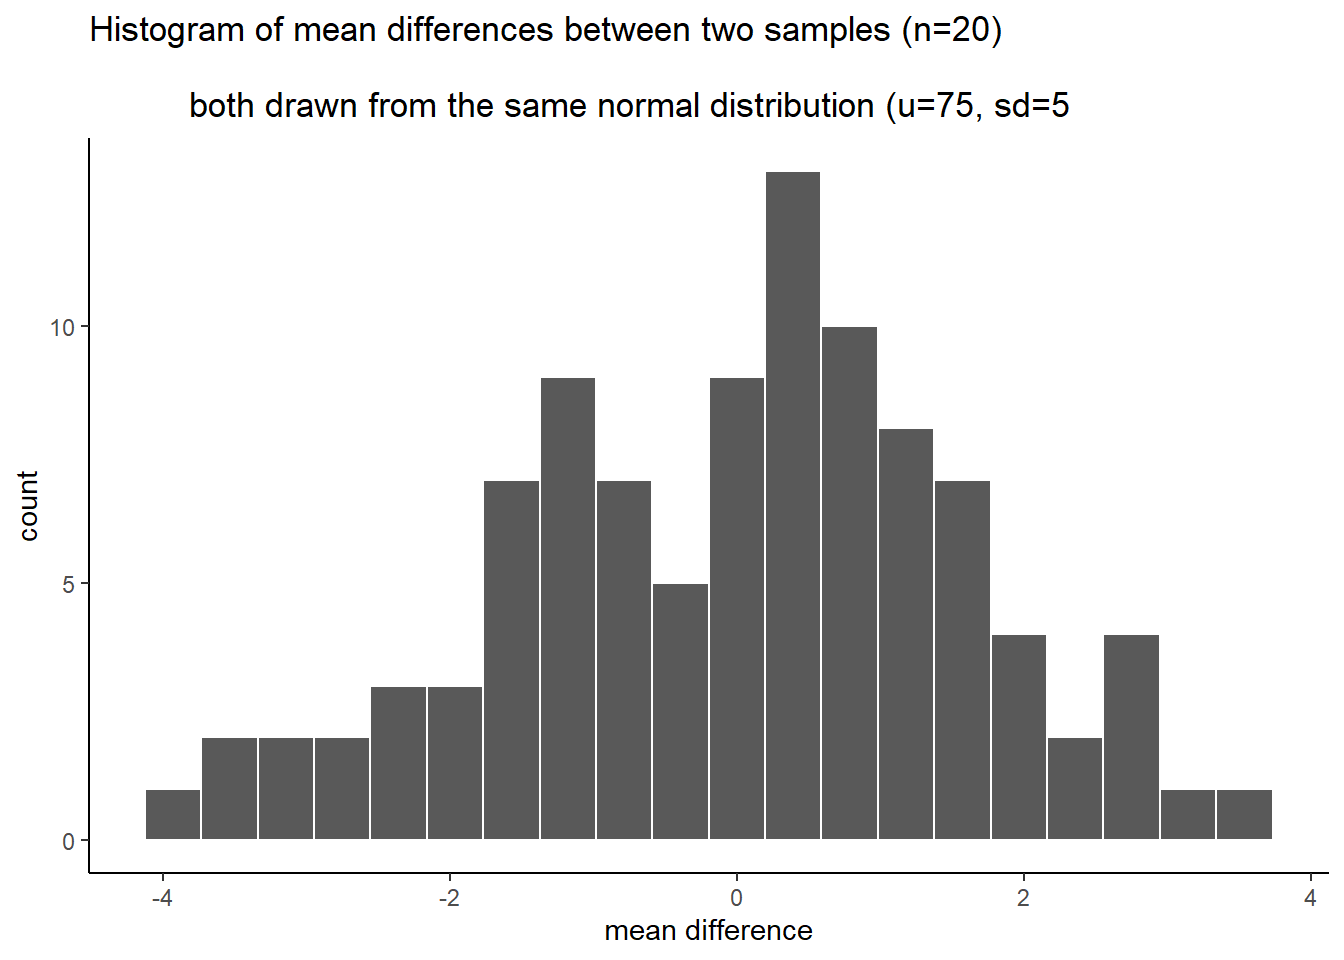 Histogram of mean differences between two samples (n=20)
both drawn from the same normal distribution (u=75, sd=5
10
5
0
count
-4 -2 0 2 4
mean difference